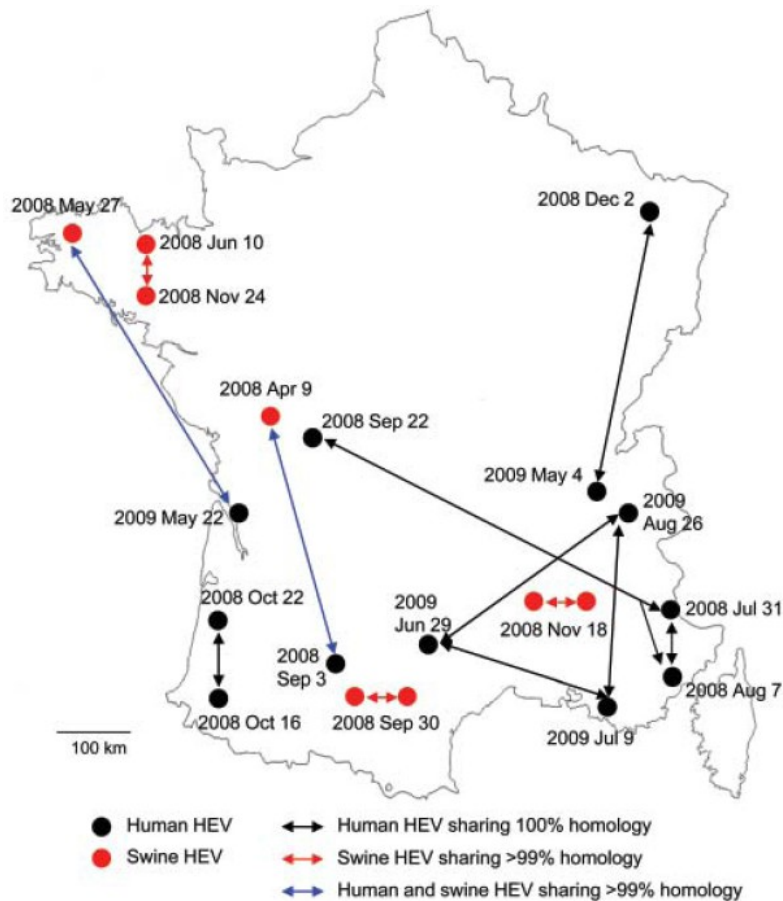 2008 May 27
2008 Dec 2
2008 Jun 10
2008 Nov 24
2008 Apr 9
2008 Sep 22
2009 May 4
2009
Aug 26
2009 May 22
2008 Oct 22
2009
Jun 29
2008 Nov 18
2008 Jul 31
2008
Sep 3
2008 Aug 7
2008 Oct 16
2008 Sep 30
2009 Jul 9
100 km
Human HEV
Human HEV sharing 100% homology
Swine HEV
Swine HEV sharing >99% homology
Human and swine HEV sharing >99% homology